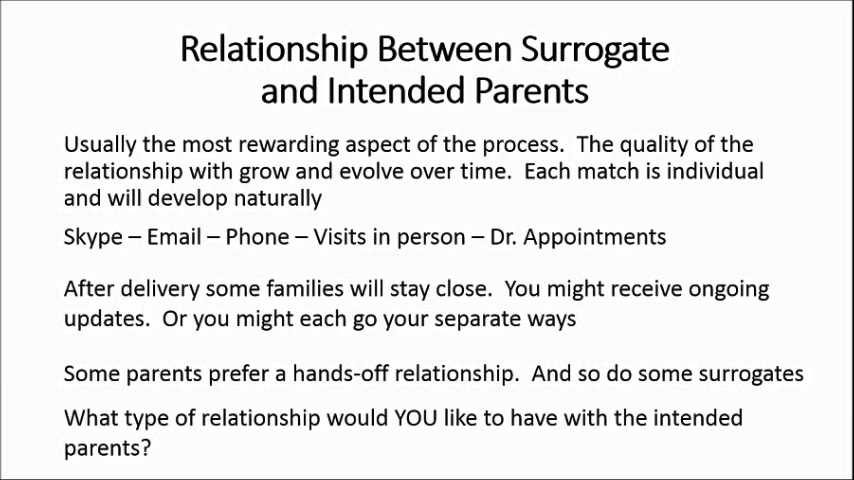 Relationship Between Surrogate
and Intended Parents
Usually the most rewarding aspect of the process.  The quality of the
relationship with grow and evolve over time.  Each match is individual
and will develop naturally
Skype – Email – Phone – Visits in person – Dr. Appointments
After delivery some families will stay close.  You might receive ongoing
updates.  Or you might each go your separate ways
Some parents prefer a hands-off relationship.  And so do some surrogates
What type of relationship would YOU like to have with the intended
parents?